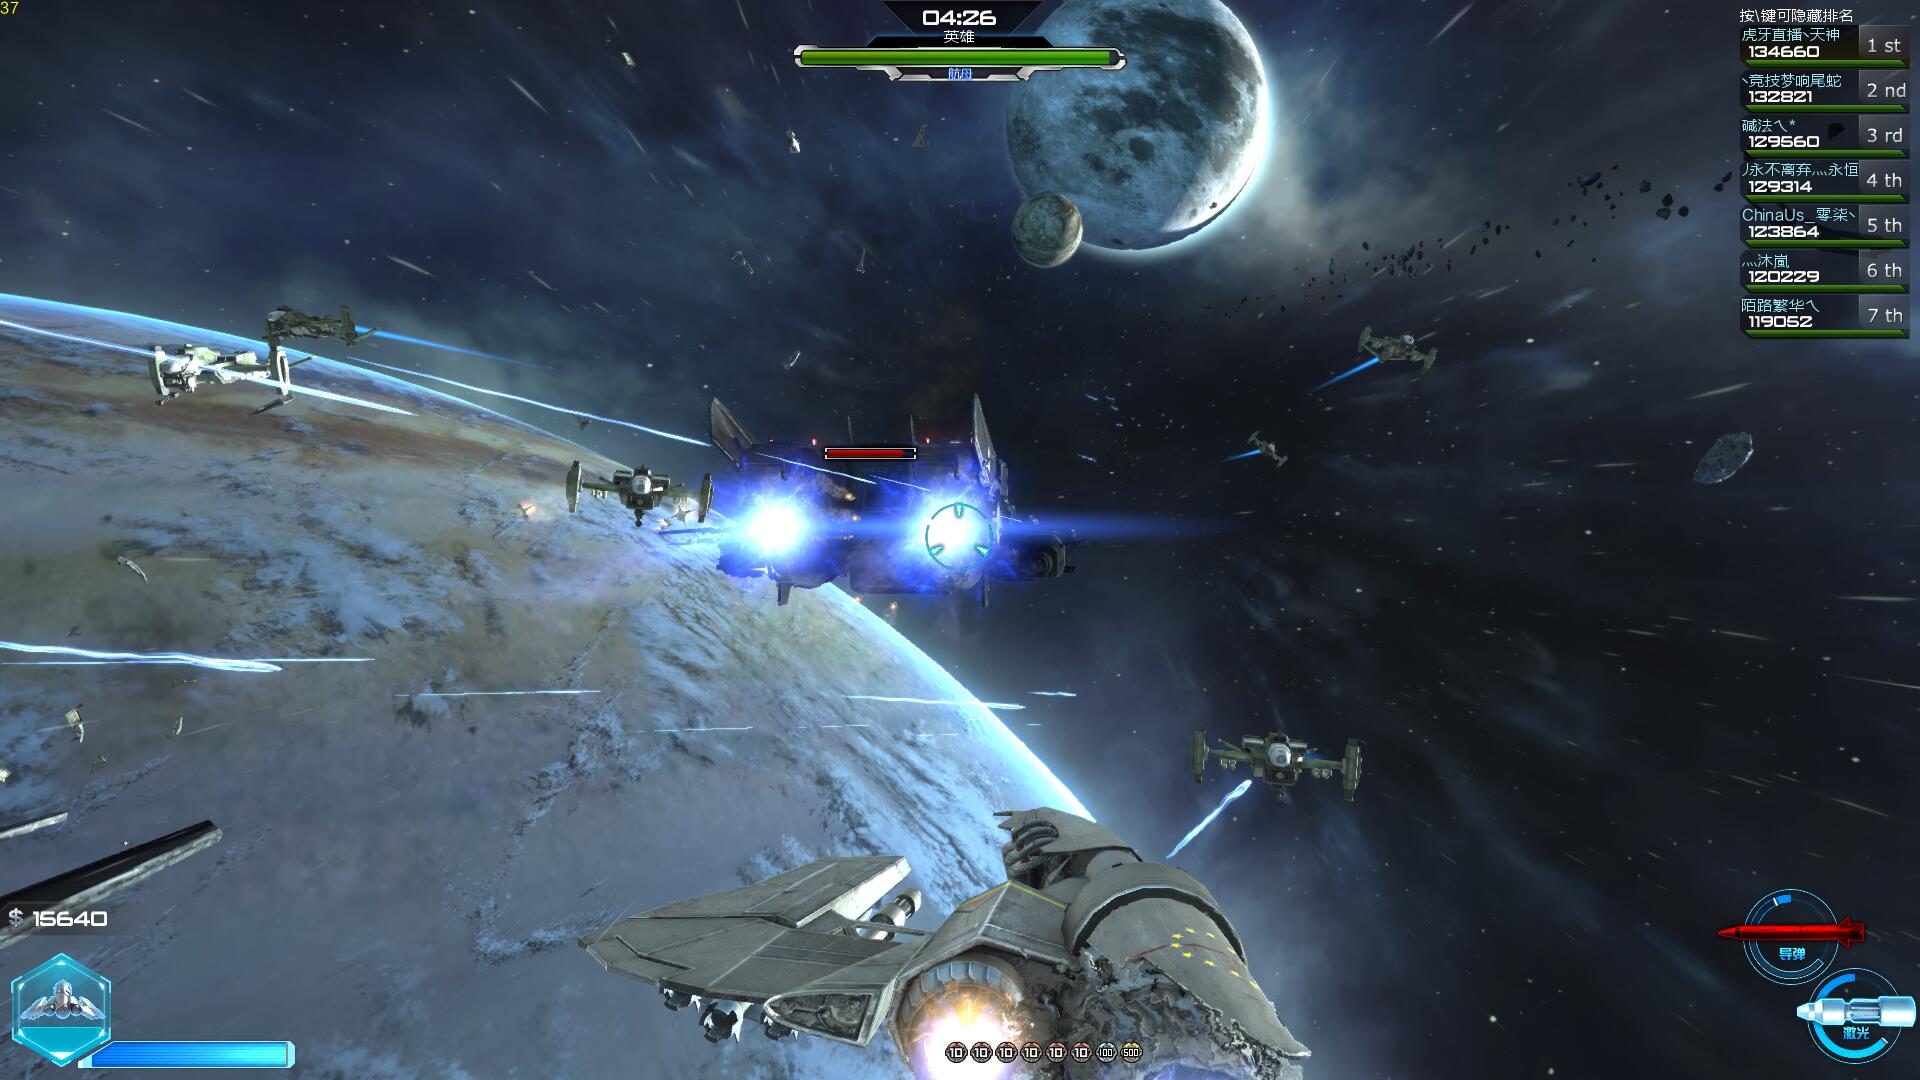 37
04:26
英雄
航母
按\键可隐藏排名
虎牙直播丶天神
134660
1 st
丶竞技梦响尾蛇
132821
2 nd
碱法乀*
129560
3 rd
丿永不离弃灬永恒
129314
4 th
ChinaUs_零柒丶
123864
5 th
灬沐嵐
120229
6 th
陌路繁华乀
119052
7 th
$ 15640
导弹
激光
10 10 10 10 10 10 100 500